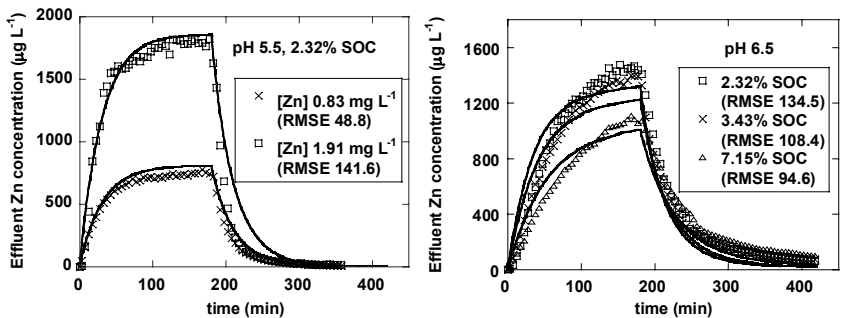 2000
1500
1000
500
0
0
100
200
300
400
time (min)
Effluent Zn concentration (µg L-1)
pH 5.5, 2.32% SOC
[Zn] 0.83 mg L-1
(RMSE 48.8)
[Zn] 1.91 mg L-1
(RMSE 141.6)
1600
1200
800
400
0
0
100
200
300
400
time (min)
Effluent Zn concentration (µg L-1)
pH 6.5
2.32% SOC
(RMSE 134.5)
3.43% SOC
(RMSE 108.4)
7.15% SOC
(RMSE 94.6)